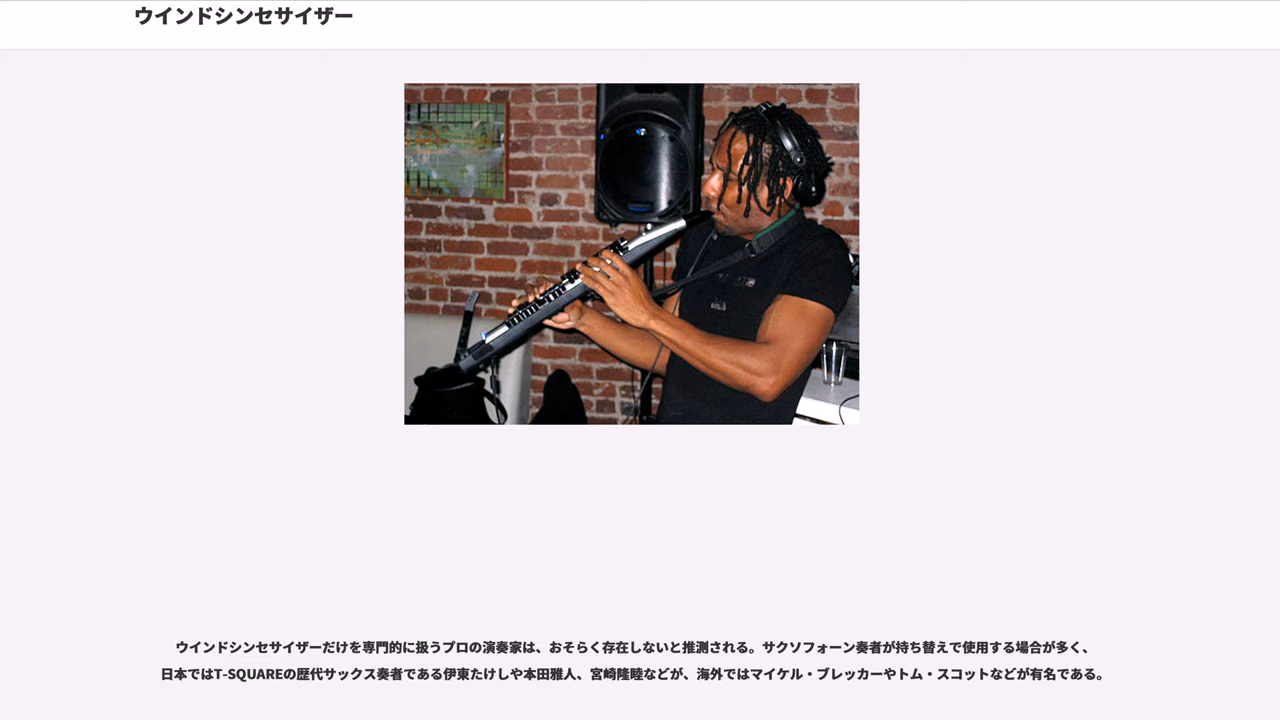 ウインドシンセサイザー
ウインドシンセサイザーだけを専門的に扱うプロの演奏家は、おそらく存在しないと推測される。サクソフォーン奏者が持ち替えで使用する場合が多く、
日本ではT-SQUAREの歴代サックス奏者である伊東たけしや本田雅人、宮崎隆睦などが、海外ではマイケル・ブレッカーやトム・スコットなどが有名である。